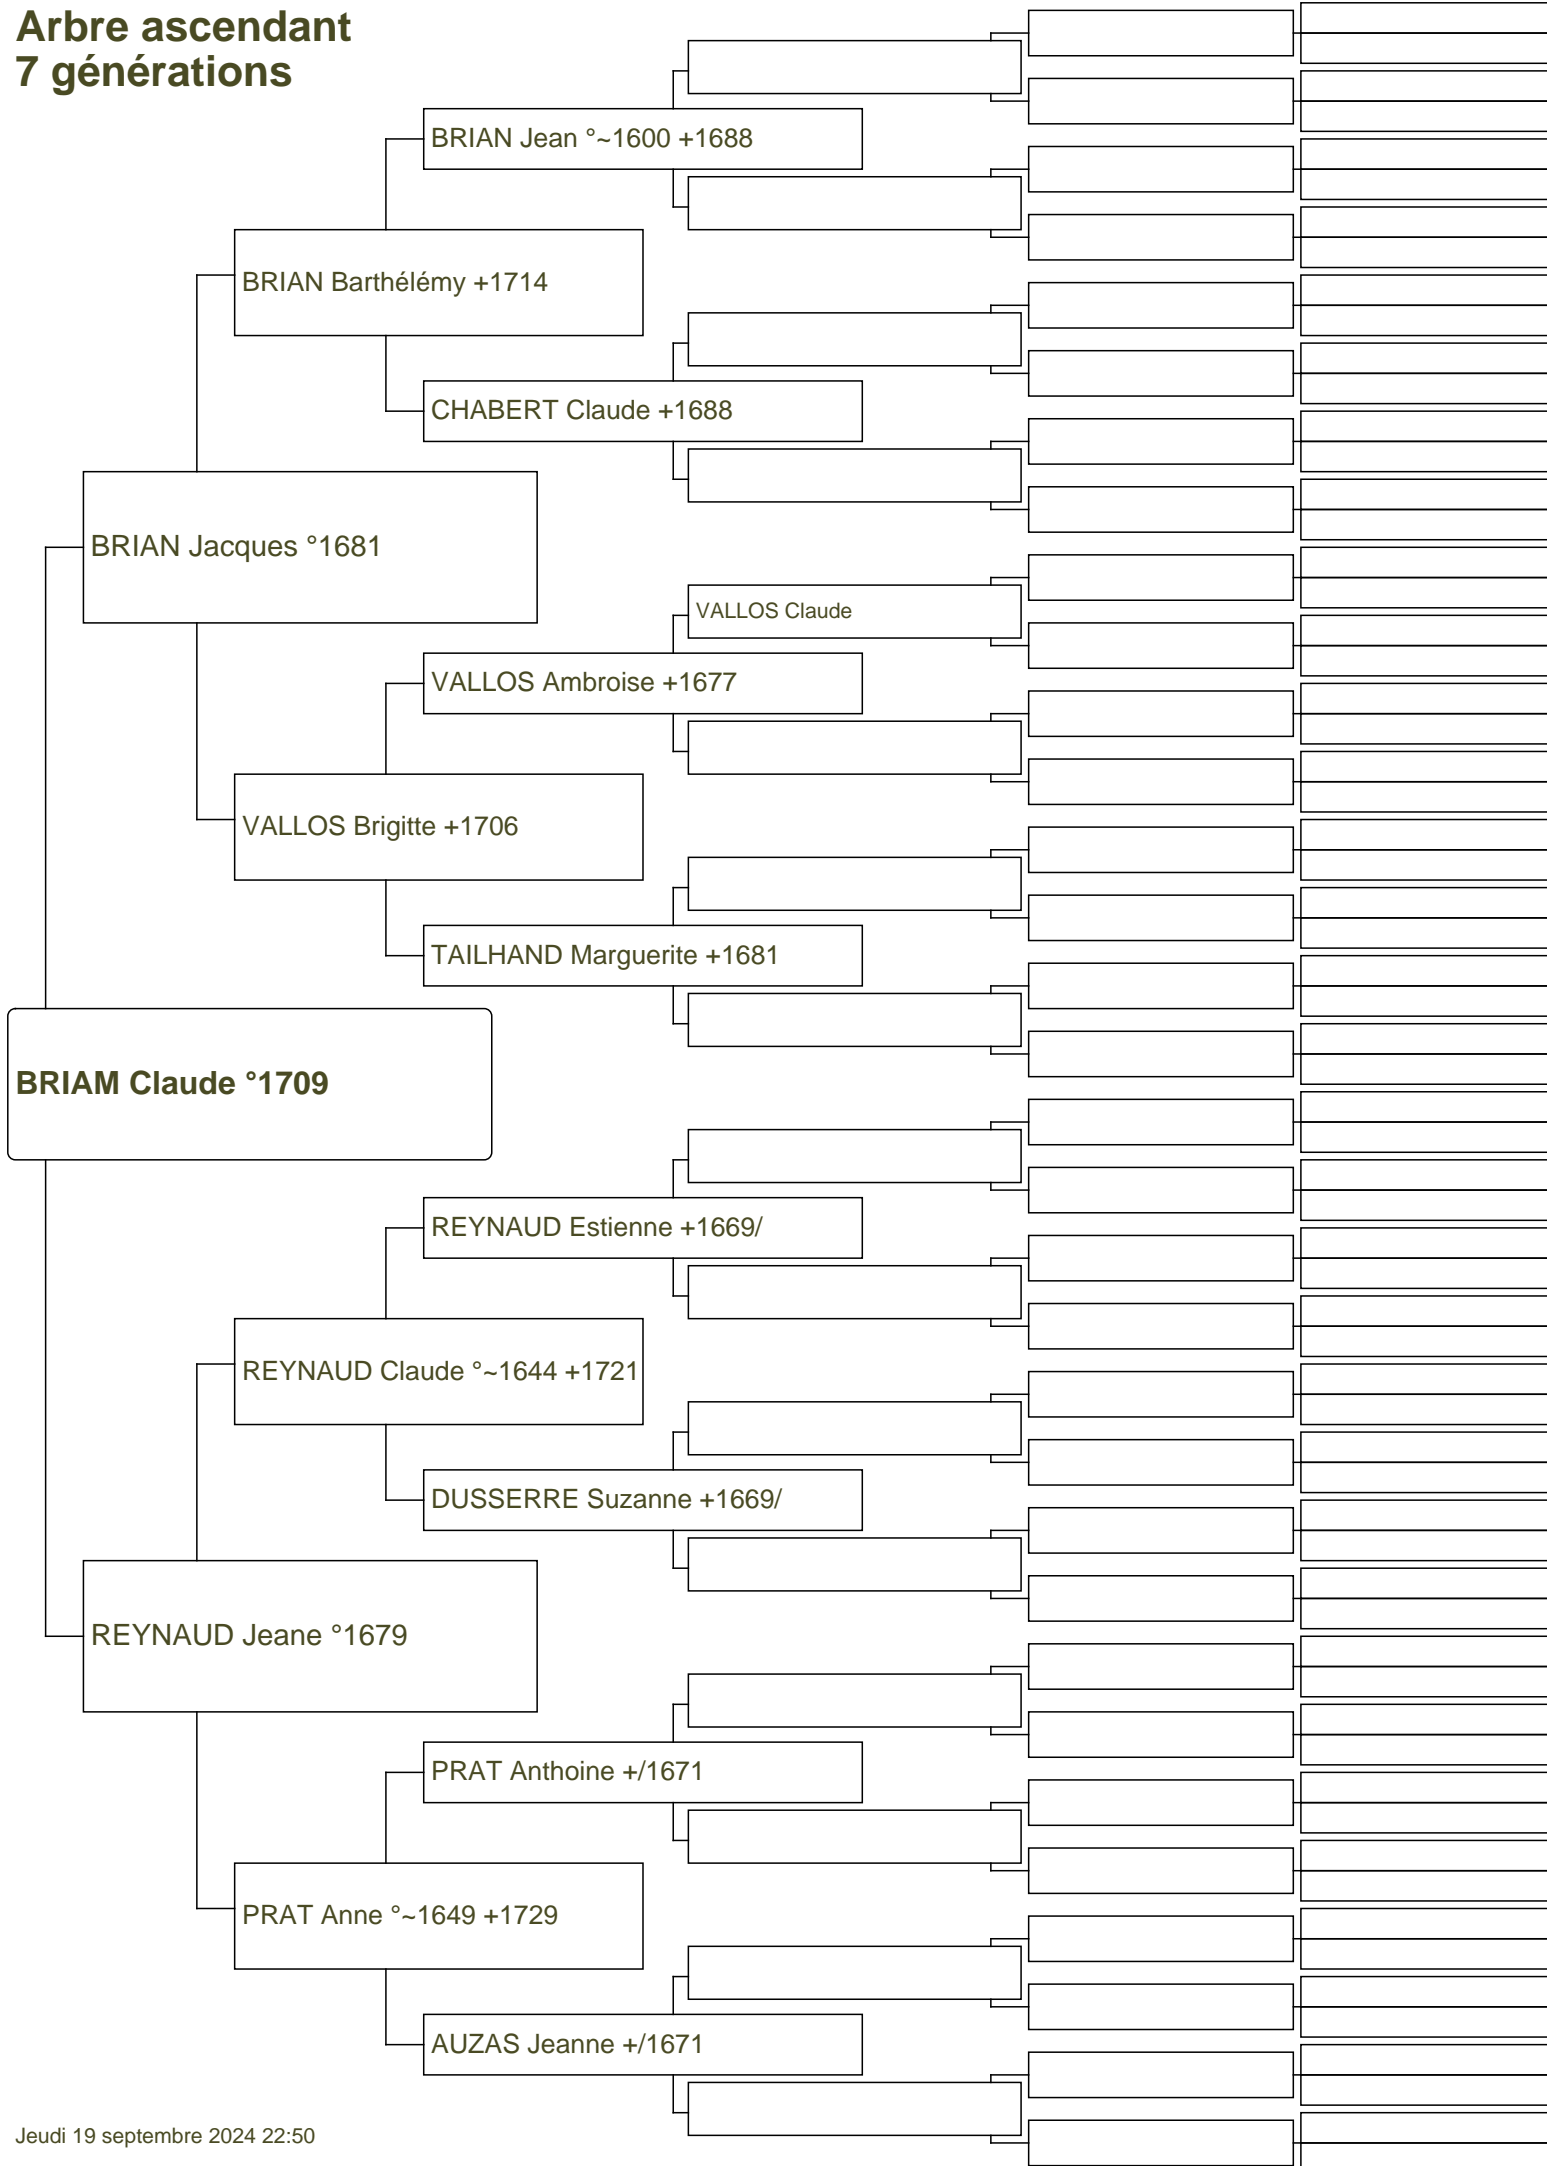 Arbre ascendant
7 générations
BRIAN Jean °~1600 +1688
BRIAN Barthélémy +1714
CHABERT Claude +1688
BRIAN Jacques °1681
VALLOS Claude
VALLOS Ambroise +1677
VALLOS Brigitte +1706
TAILHAND Marguerite +1681
BRIAM Claude °1709
REYNAUD Estienne +1669/
REYNAUD Claude °~1644 +1721
DUSSERRE Suzanne +1669/
REYNAUD Jeane °1679
PRAT Anthoine +/1671
PRAT Anne °~1649 +1729
AUZAS Jeanne +/1671
Jeudi 19 septembre 2024 22:50